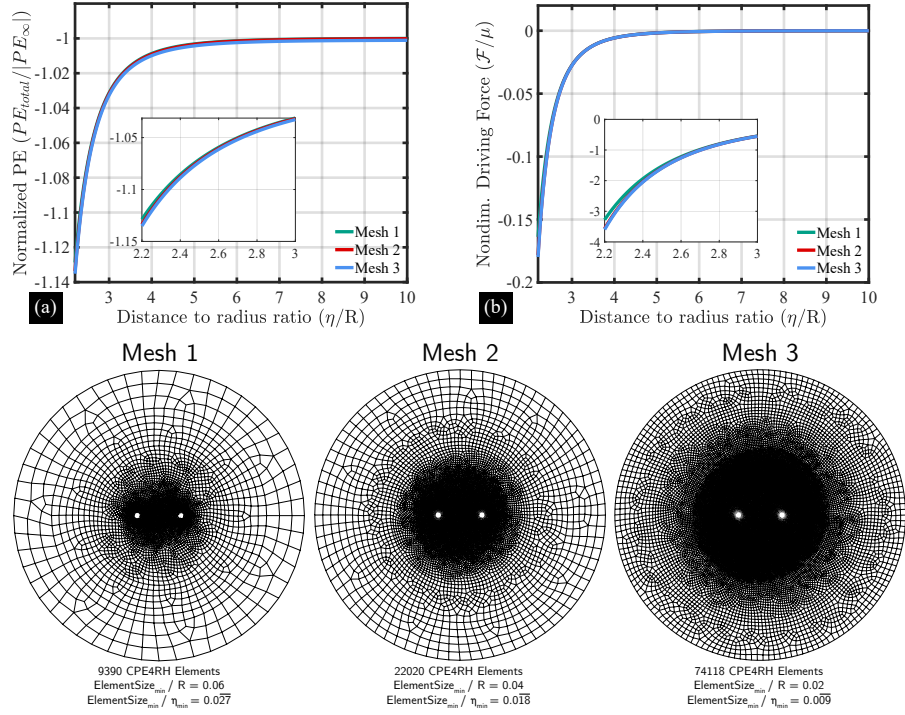 Normalized PE (PE_total/|PE_∞|)
-1
-1.02
-1.04
-1.06
-1.08
-1.1
-1.12
-1.14
-1.05
-1.1
-1.15
2.2 2.4 2.6 2.8 3
Mesh 1
Mesh 2
Mesh 3
3 4 5 6 7 8 9 10
(a)
Distance to radius ratio (η/R)
Nondim. Driving Force (ℱ/μ)
0
-0.05
-0.1
-0.15
-0.2
0
-1
-2
-3
-4
2.2 2.4 2.6 2.8 3
Mesh 1
Mesh 2
Mesh 3
3 4 5 6 7 8 9 10
(b)
Distance to radius ratio (η/R)
Mesh 1
9390 CPE4RH Elements
ElementSize_min / R = 0.06
ElementSize_min / η_min = 0.02̅7̅
Mesh 2
22020 CPE4RH Elements
ElementSize_min / R = 0.04
ElementSize_min / η_min = 0.01̅8̅
Mesh 3
74118 CPE4RH Elements
ElementSize_min / R = 0.02
ElementSize_min / η_min = 0.00̅9̅